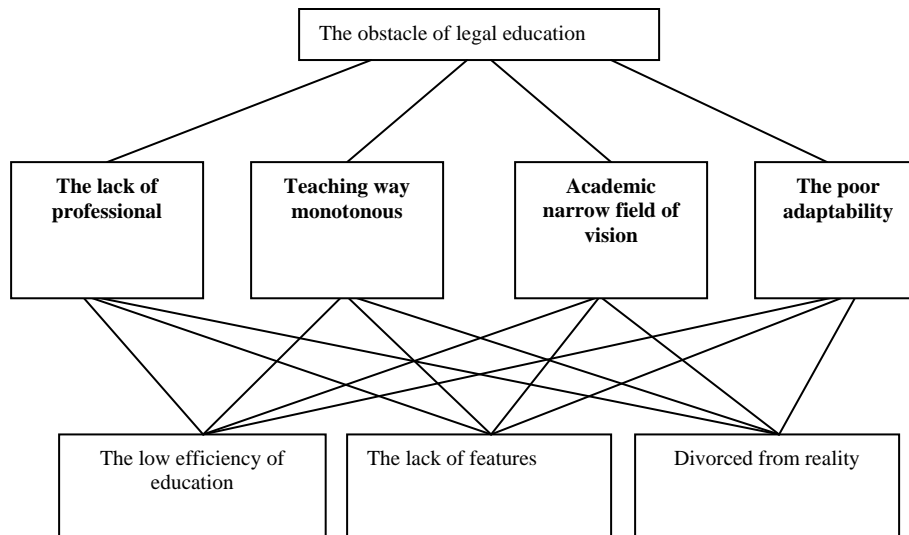 The obstacle of legal education
The lack of
professional
Teaching way
monotonous
Academic
narrow field of
vision
The poor
adaptability
The low efficiency of
education
The lack of features
Divorced from reality